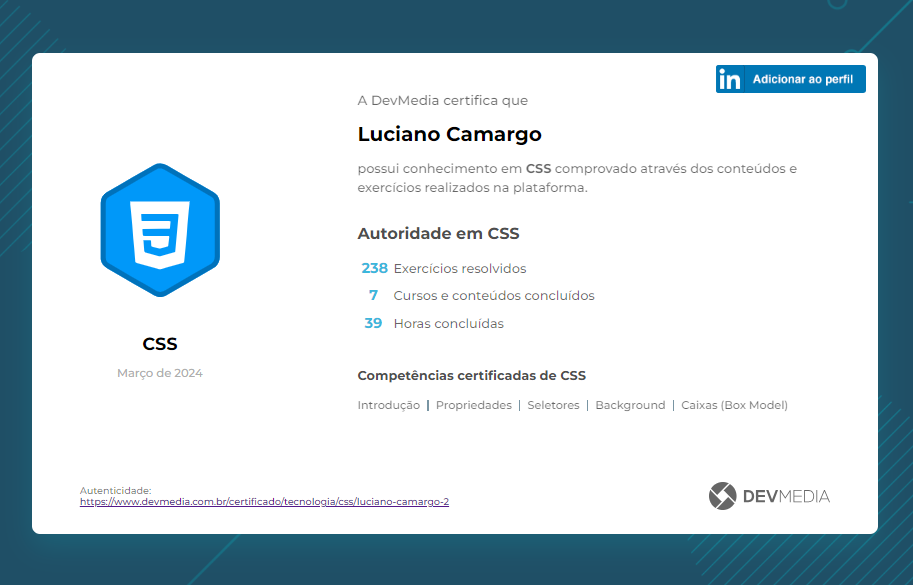 in Adicionar ao perfil
A DevMedia certifica que
Luciano Camargo
possui conhecimento em CSS comprovado através dos conteúdos e
exercícios realizados na plataforma.
Autoridade em CSS
238 Exercícios resolvidos
7 Cursos e conteúdos concluídos
39 Horas concluídas
CSS
Março de 2024
Competências certificadas de CSS
Introdução | Propriedades | Seletores | Background | Caixas (Box Model)
Autenticidade:
https://www.devmedia.com.br/certificado/tecnologia/css/luciano-camargo-2
DEVMEDIA